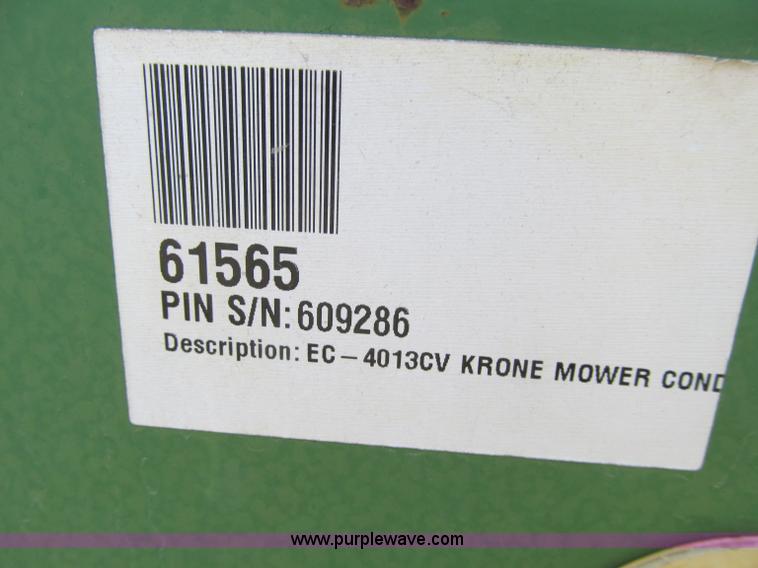 61565
PIN S/N: 609286
Description: EC-4013CV KRONE MOWER COND
www.purplewave.com